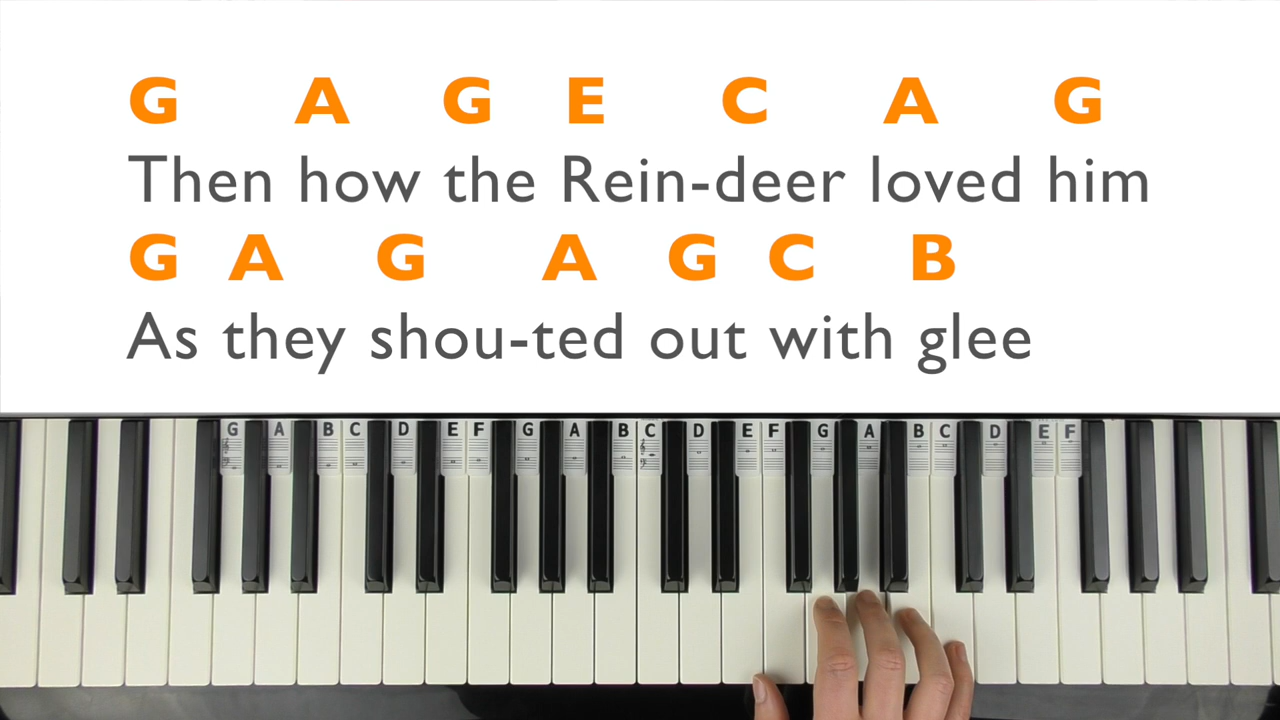 G A G E C A G
Then how the Rein-deer loved him
G A G A G C B
As they shou-ted out with glee
G A B C D E F G A B C D E F G A B C D E F